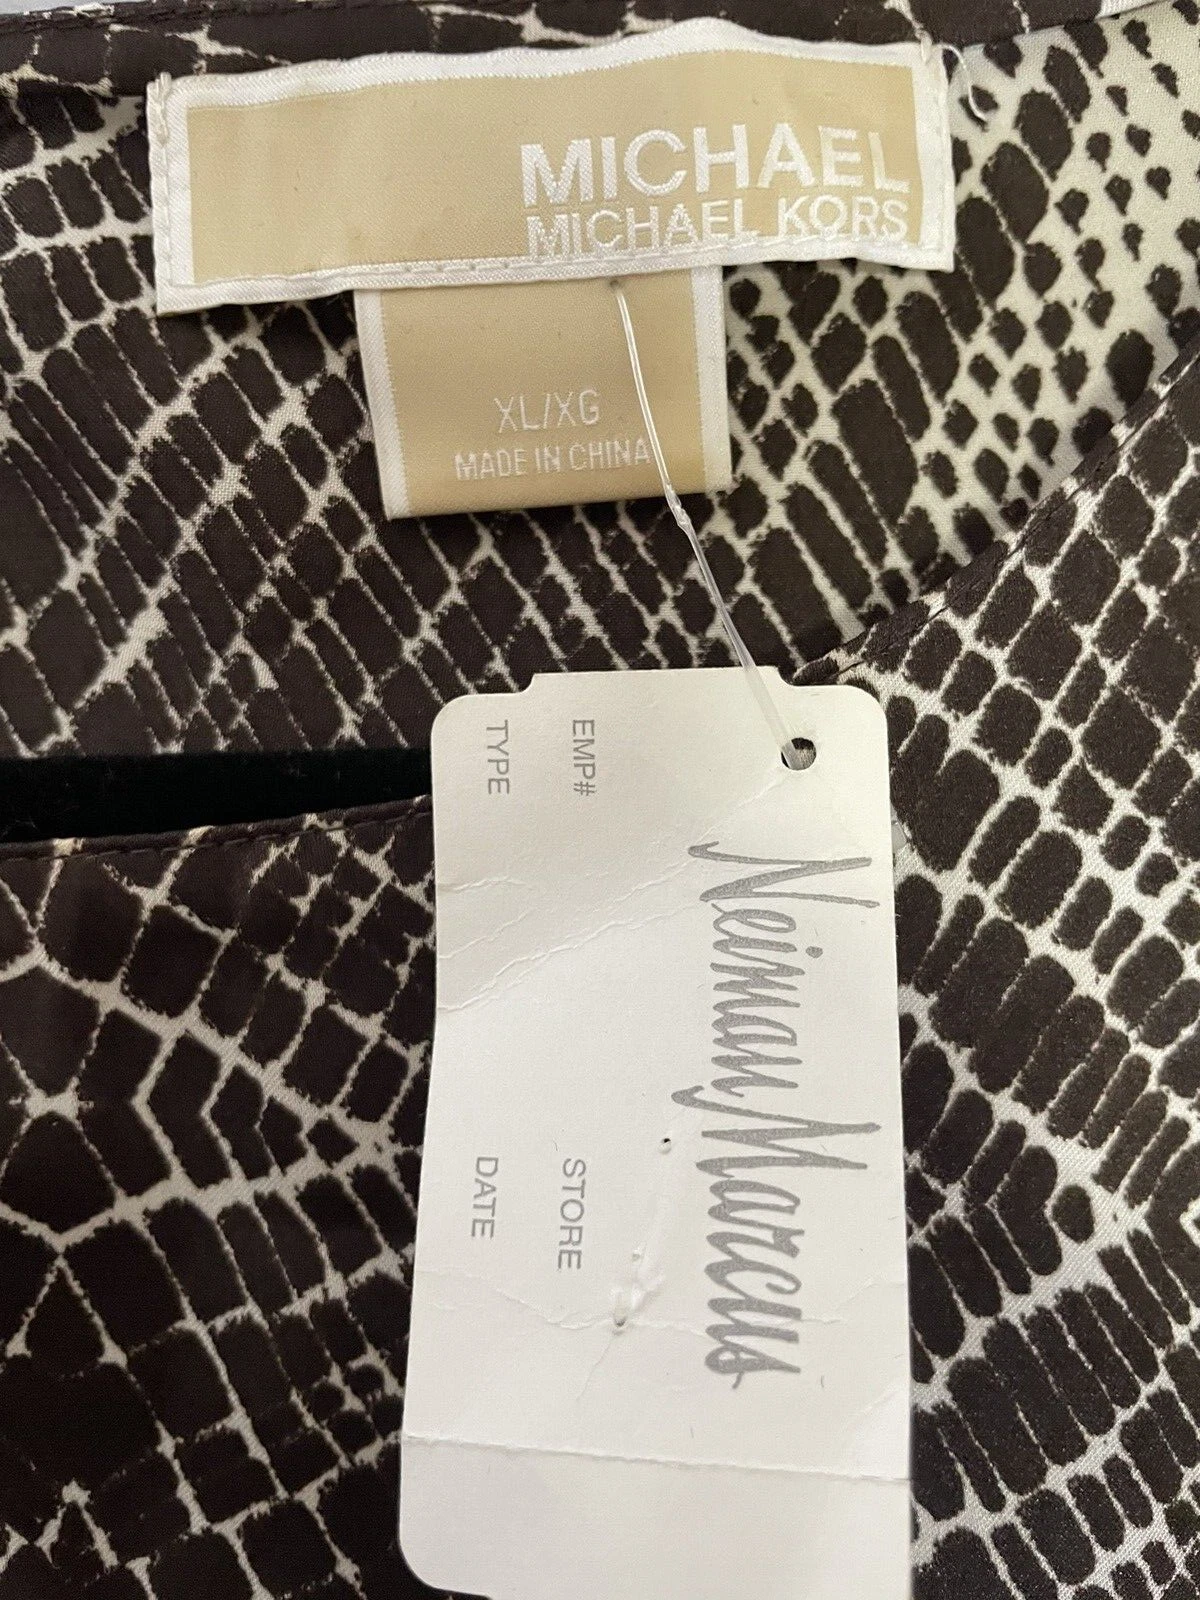 MICHAEL
MICHAEL KORS
XL/XG
MADE IN CHINA
Neiman Marcus
EMP# STORE
TYPE DATE